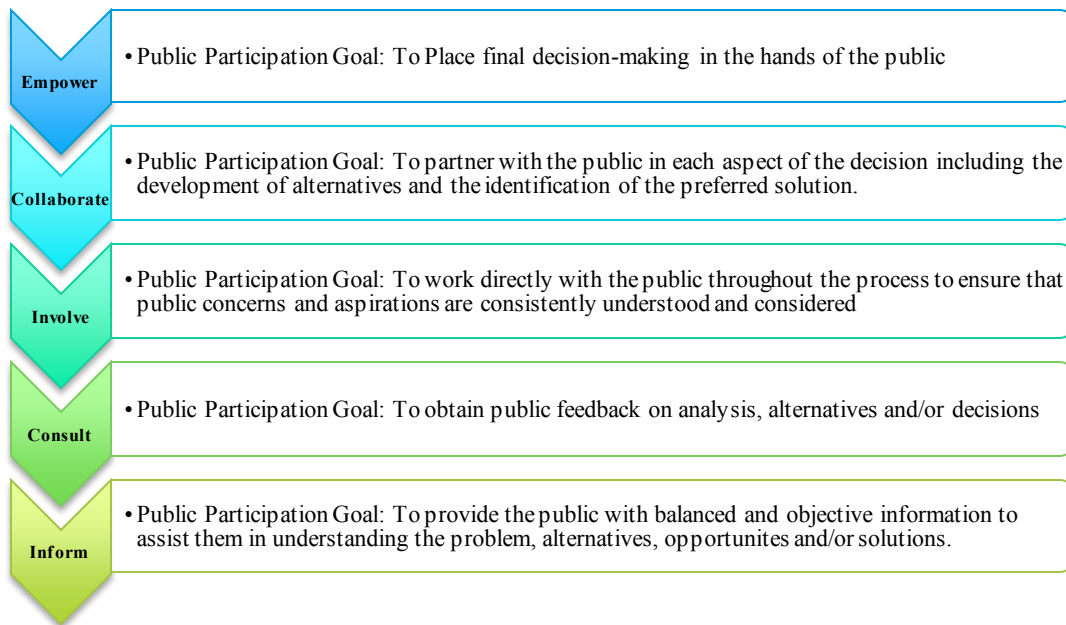 Empower
• Public Participation Goal: To Place final decision-making in the hands of the public
Collaborate
• Public Participation Goal: To partner with the public in each aspect of the decision including the
development of alternatives and the identification of the preferred solution.
Involve
• Public Participation Goal: To work directly with the public throughout the process to ensure that
public concerns and aspirations are consistently understood and considered
Consult
• Public Participation Goal: To obtain public feedback on analysis, alternatives and/or decisions
Inform
• Public Participation Goal: To provide the public with balanced and objective information to
assist them in understanding the problem, alternatives, opportunites and/or solutions.